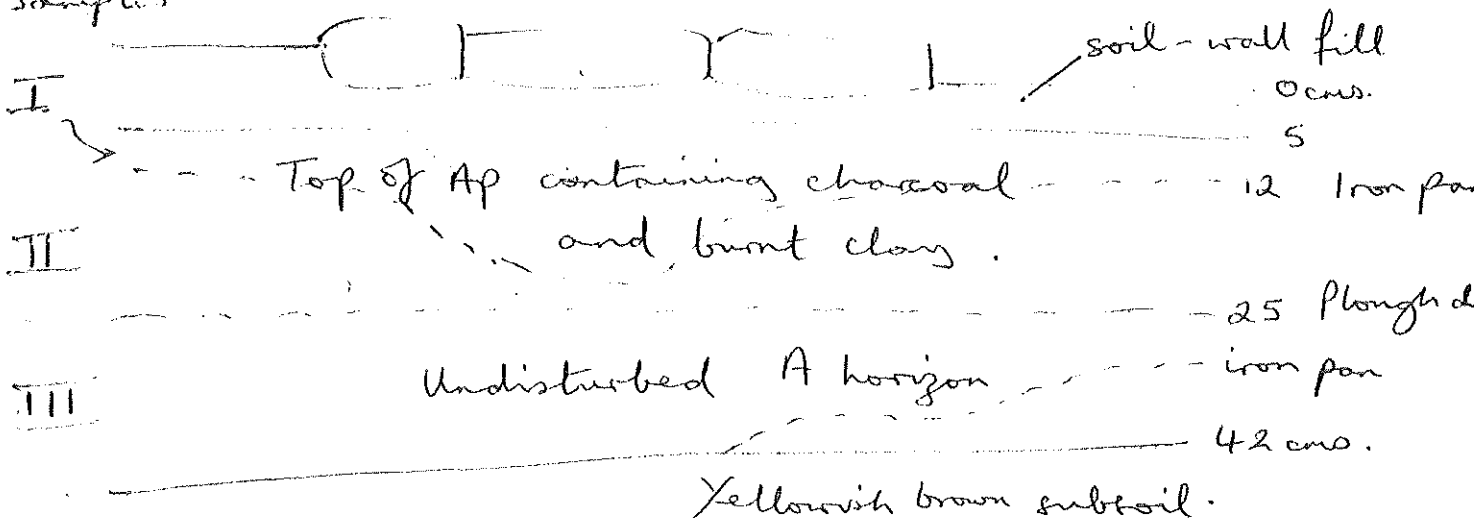 samples
soil-wall fill
I 0 cms.
5
Top of Ap containing charcoal 12 Iron pan
II and burnt clay.
25 Plough d
III Undisturbed A horizon iron pan
42 cms.
Yellowish brown subsoil.